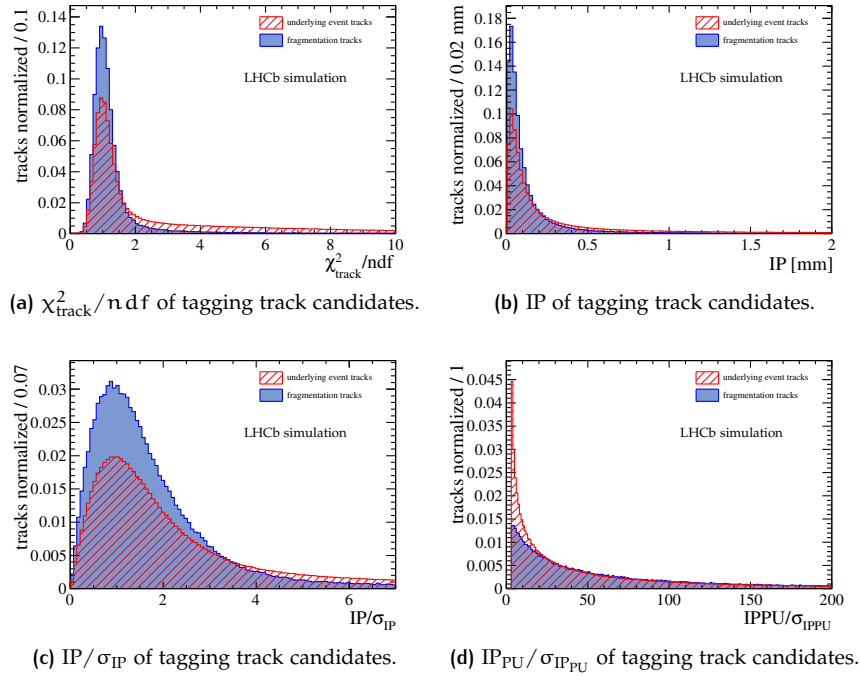 tracks normalized / 0.1
0.14
0.12
0.1
0.08
0.06
0.04
0.02
0
underlying event tracks
fragmentation tracks
LHCb simulation
0 2 4 6 8 10
χ²track/ndf
(a) χ²track/ndf of tagging track candidates.
tracks normalized / 0.02 mm
0.18
0.16
0.14
0.12
0.1
0.08
0.06
0.04
0.02
0
underlying event tracks
fragmentation tracks
LHCb simulation
0 0.5 1 1.5 2
IP [mm]
(b) IP of tagging track candidates.
tracks normalized / 0.07
0.03
0.025
0.02
0.015
0.01
0.005
0
underlying event tracks
fragmentation tracks
LHCb simulation
0 2 4 6
IP/σIP
(c) IP/σIP of tagging track candidates.
tracks normalized / 1
0.045
0.04
0.035
0.03
0.025
0.02
0.015
0.01
0.005
0
underlying event tracks
fragmentation tracks
LHCb simulation
0 50 100 150 200
IPPU/σIPPU
(d) IPPU/σIPPU of tagging track candidates.